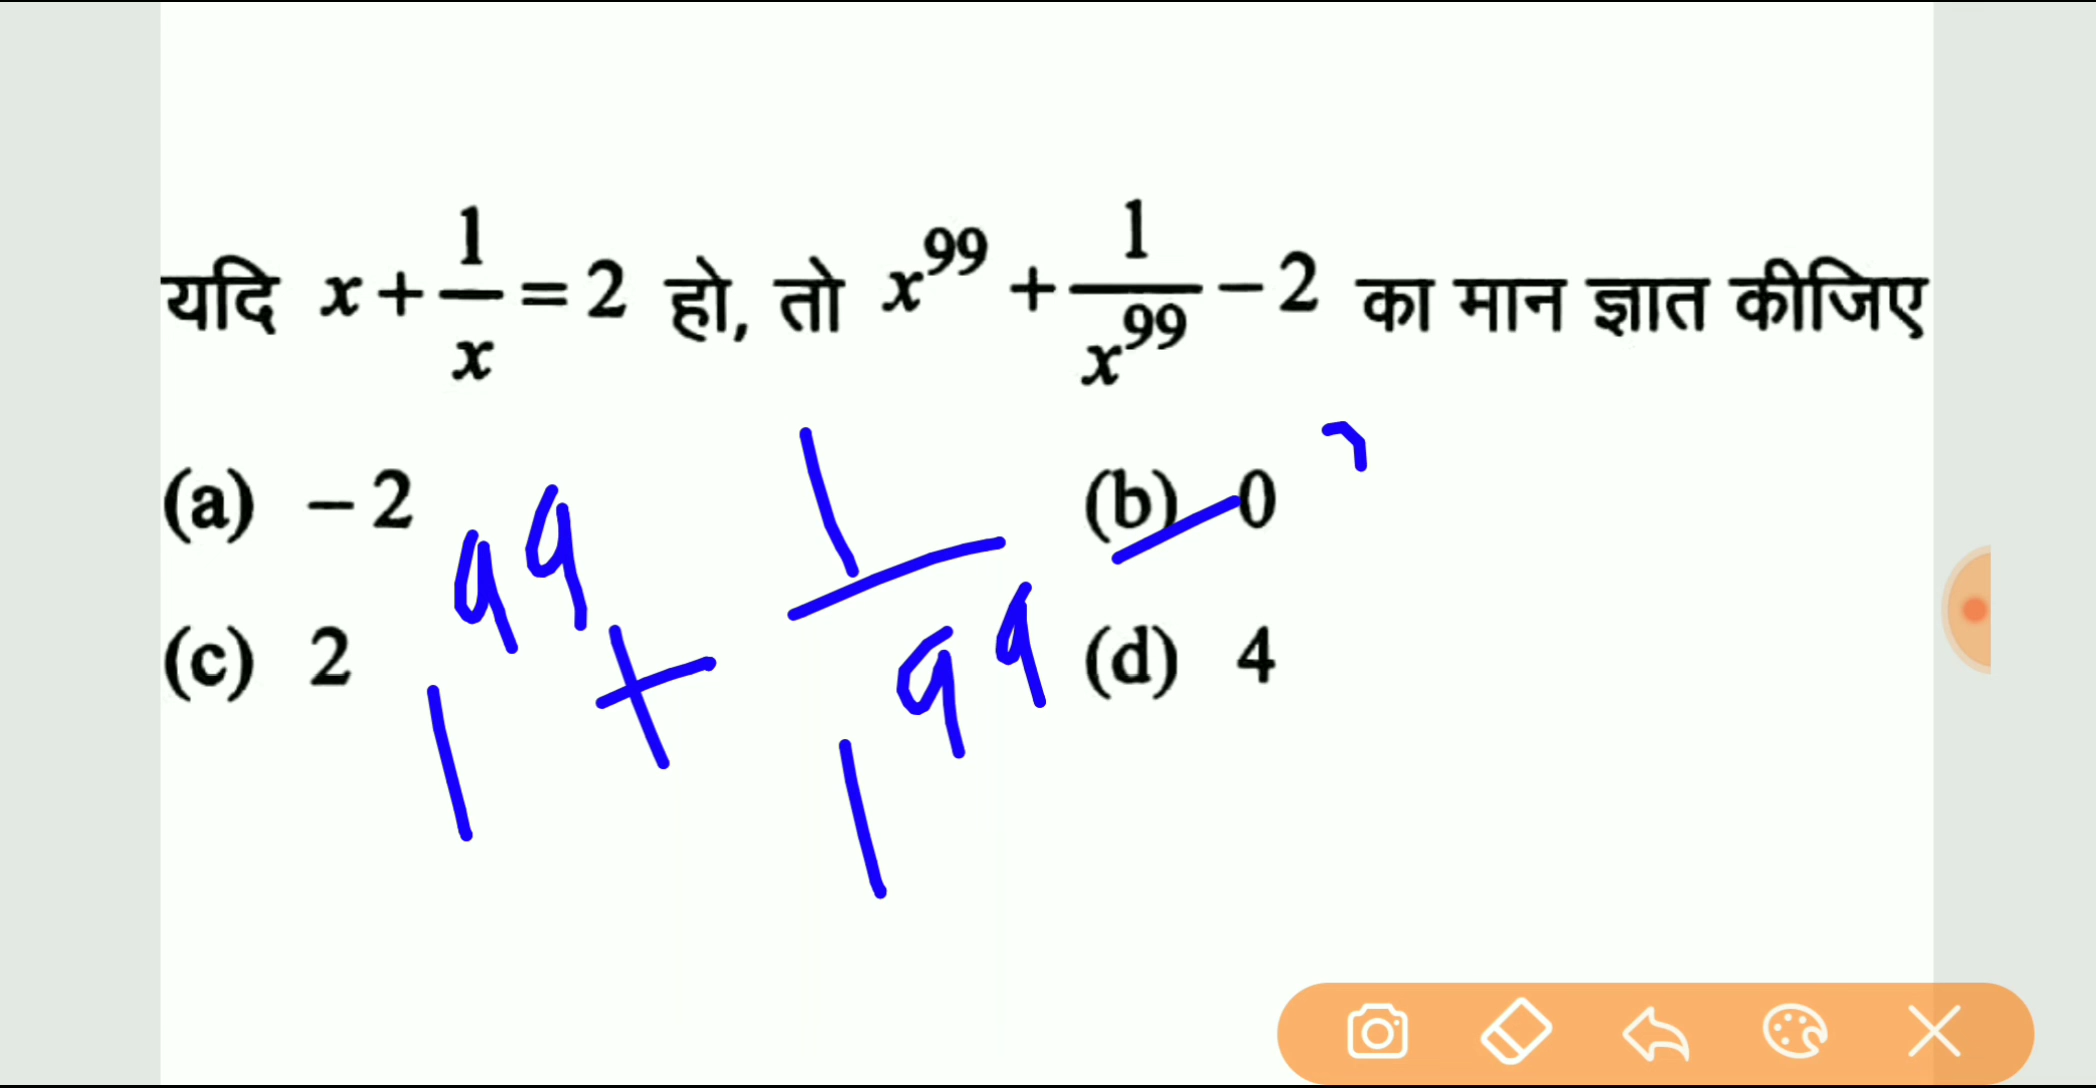 यदि x + 1/x = 2 हो, तो x^99 + 1/x^99 - 2 का मान ज्ञात कीजिए
(a) - 2 (b) 0
(c) 2 (d) 4
1^99 + 1/1^99 -